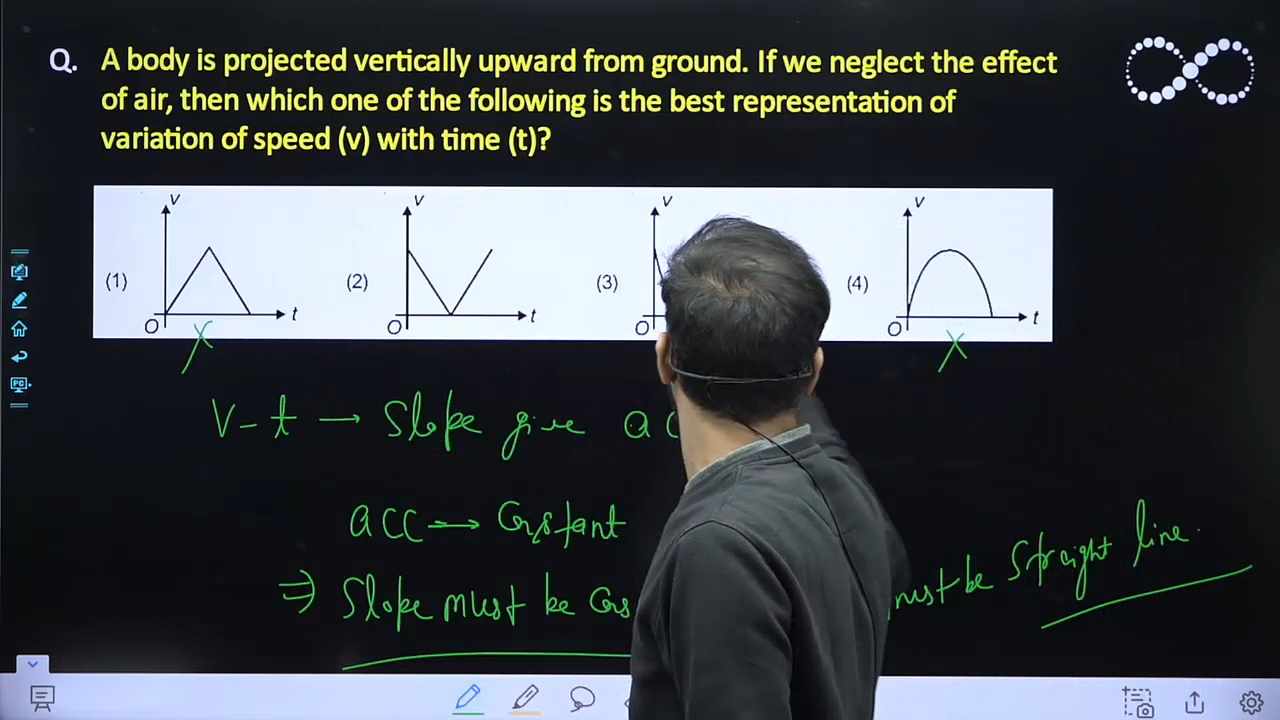 Q. A body is projected vertically upward from ground. If we neglect the effect
of air, then which one of the following is the best representation of
variation of speed (v) with time (t)?
(1) v O t (2) v O t (3) v O (4) v O t
X X
V-t → Slope give
acc → Constant
⇒ Slope must be must be straight line.
PC